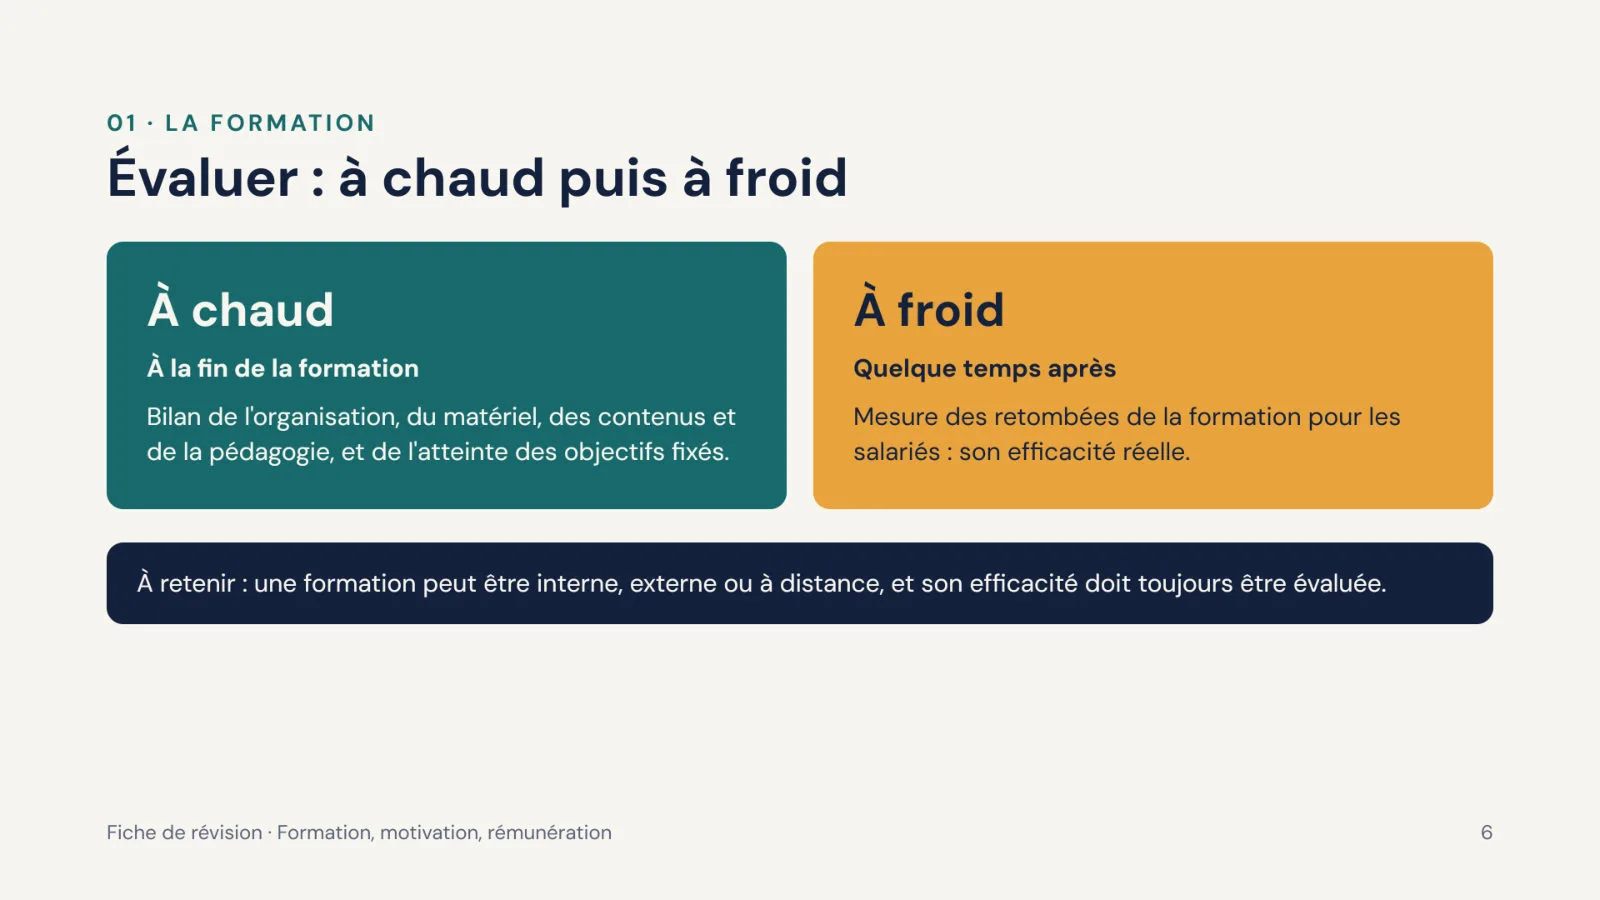 01 · LA FORMATION
Évaluer : à chaud puis à froid
À chaud
À la fin de la formation
Bilan de l'organisation, du matériel, des contenus et
de la pédagogie, et de l'atteinte des objectifs fixés.
À froid
Quelque temps après
Mesure des retombées de la formation pour les
salariés : son efficacité réelle.
À retenir : une formation peut être interne, externe ou à distance, et son efficacité doit toujours être évaluée.
Fiche de révision · Formation, motivation, rémunération
6